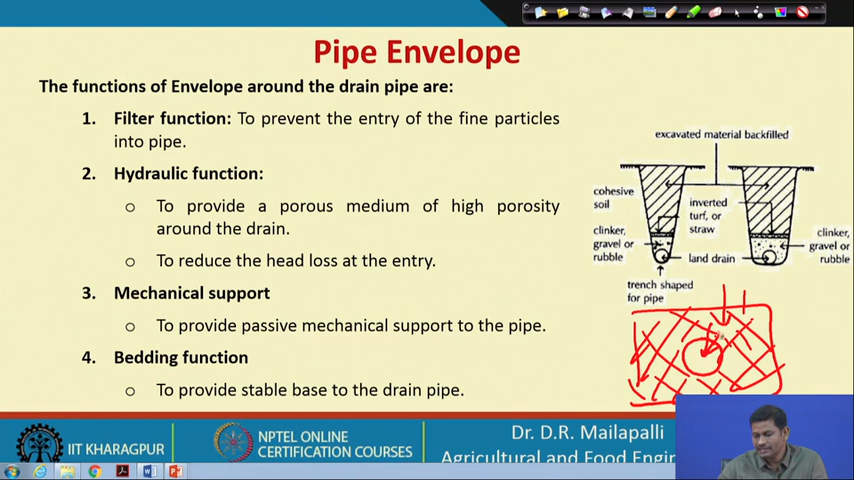 Pipe Envelope
The functions of Envelope around the drain pipe are:
1. Filter function: To prevent the entry of the fine particles
into pipe.
2. Hydraulic function:
o To provide a porous medium of high porosity
around the drain.
o To reduce the head loss at the entry.
3. Mechanical support
o To provide passive mechanical support to the pipe.
4. Bedding function
o To provide stable base to the drain pipe.
excavated material backfilled
cohesive
soil
inverted
turf, or
straw
clinker,
gravel or
rubble
land drain
clinker,
gravel or
rubble
trench shaped
for pipe
IIT KHARAGPUR
NPTEL ONLINE
CERTIFICATION COURSES
Dr. D.R. Mailapalli
Agricultural and Food